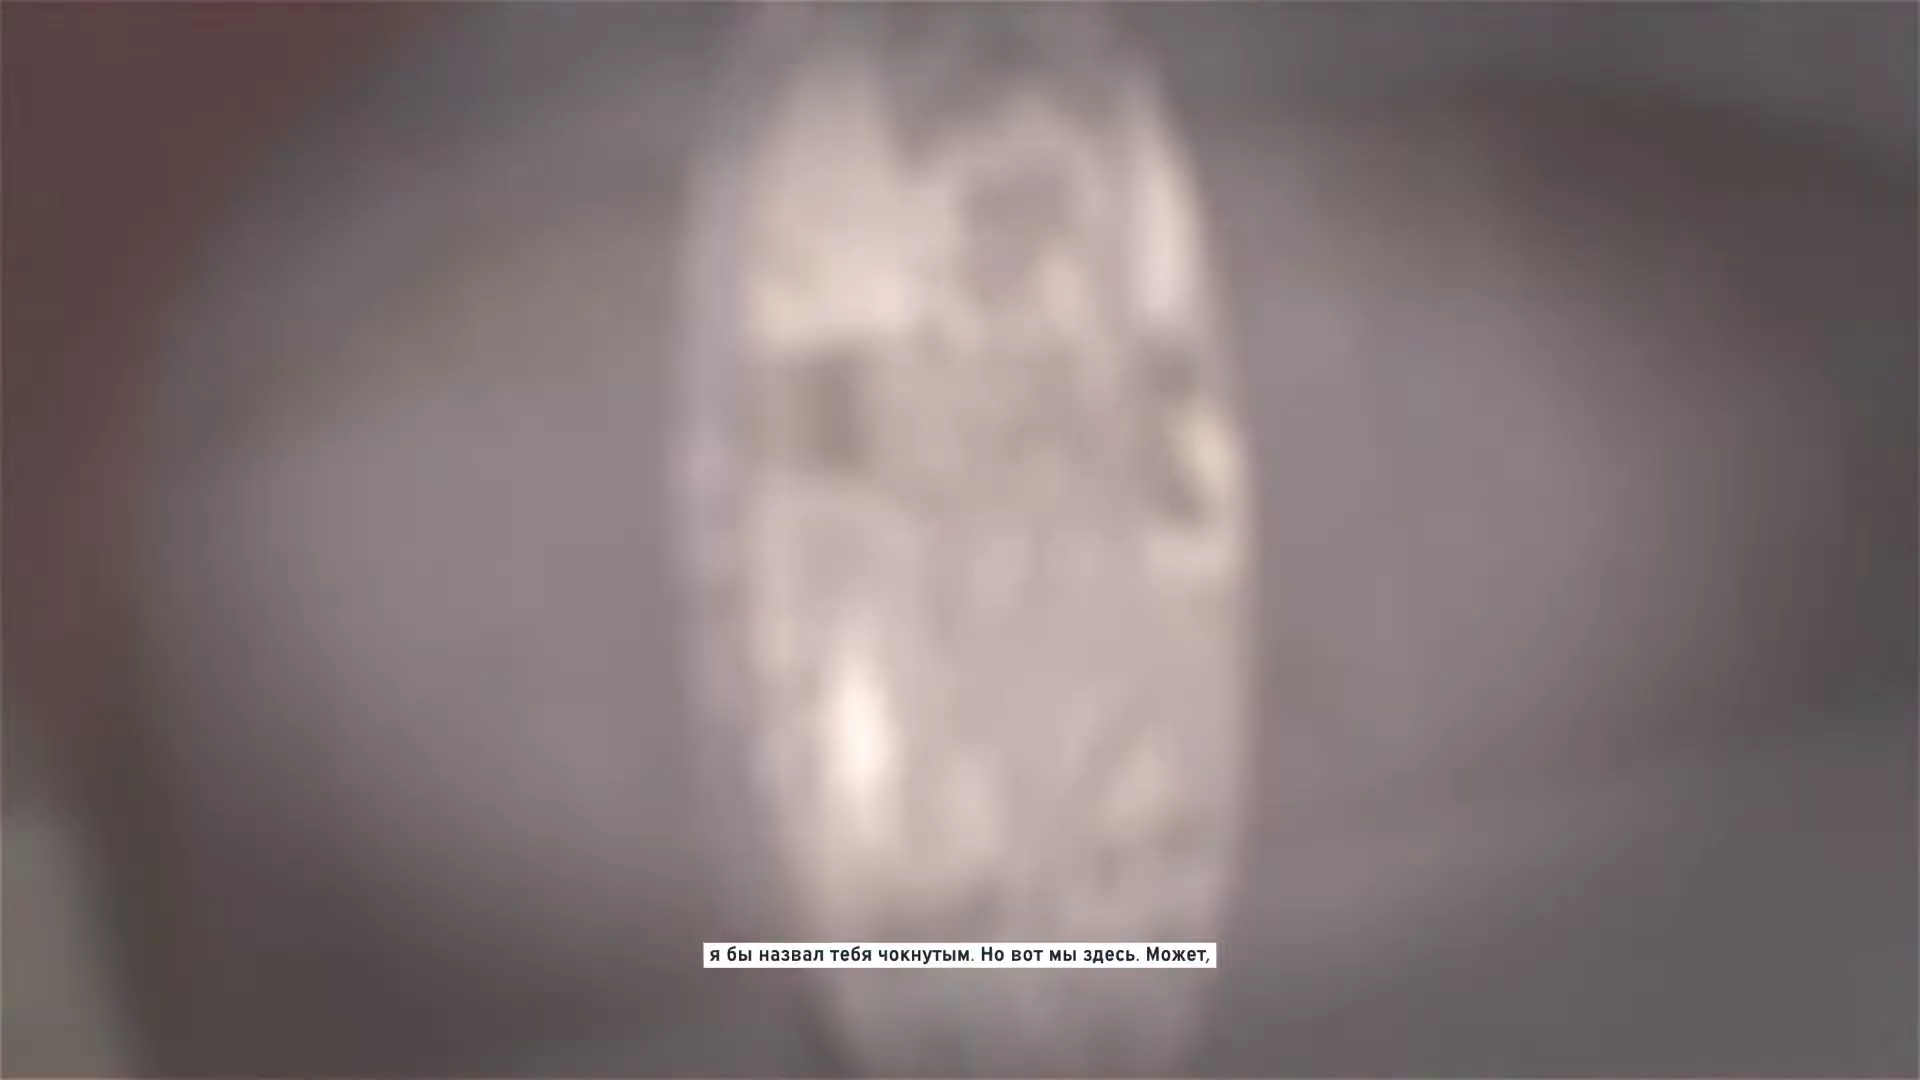 я бы назвал тебя чокнутым. Но вот мы здесь. Может,